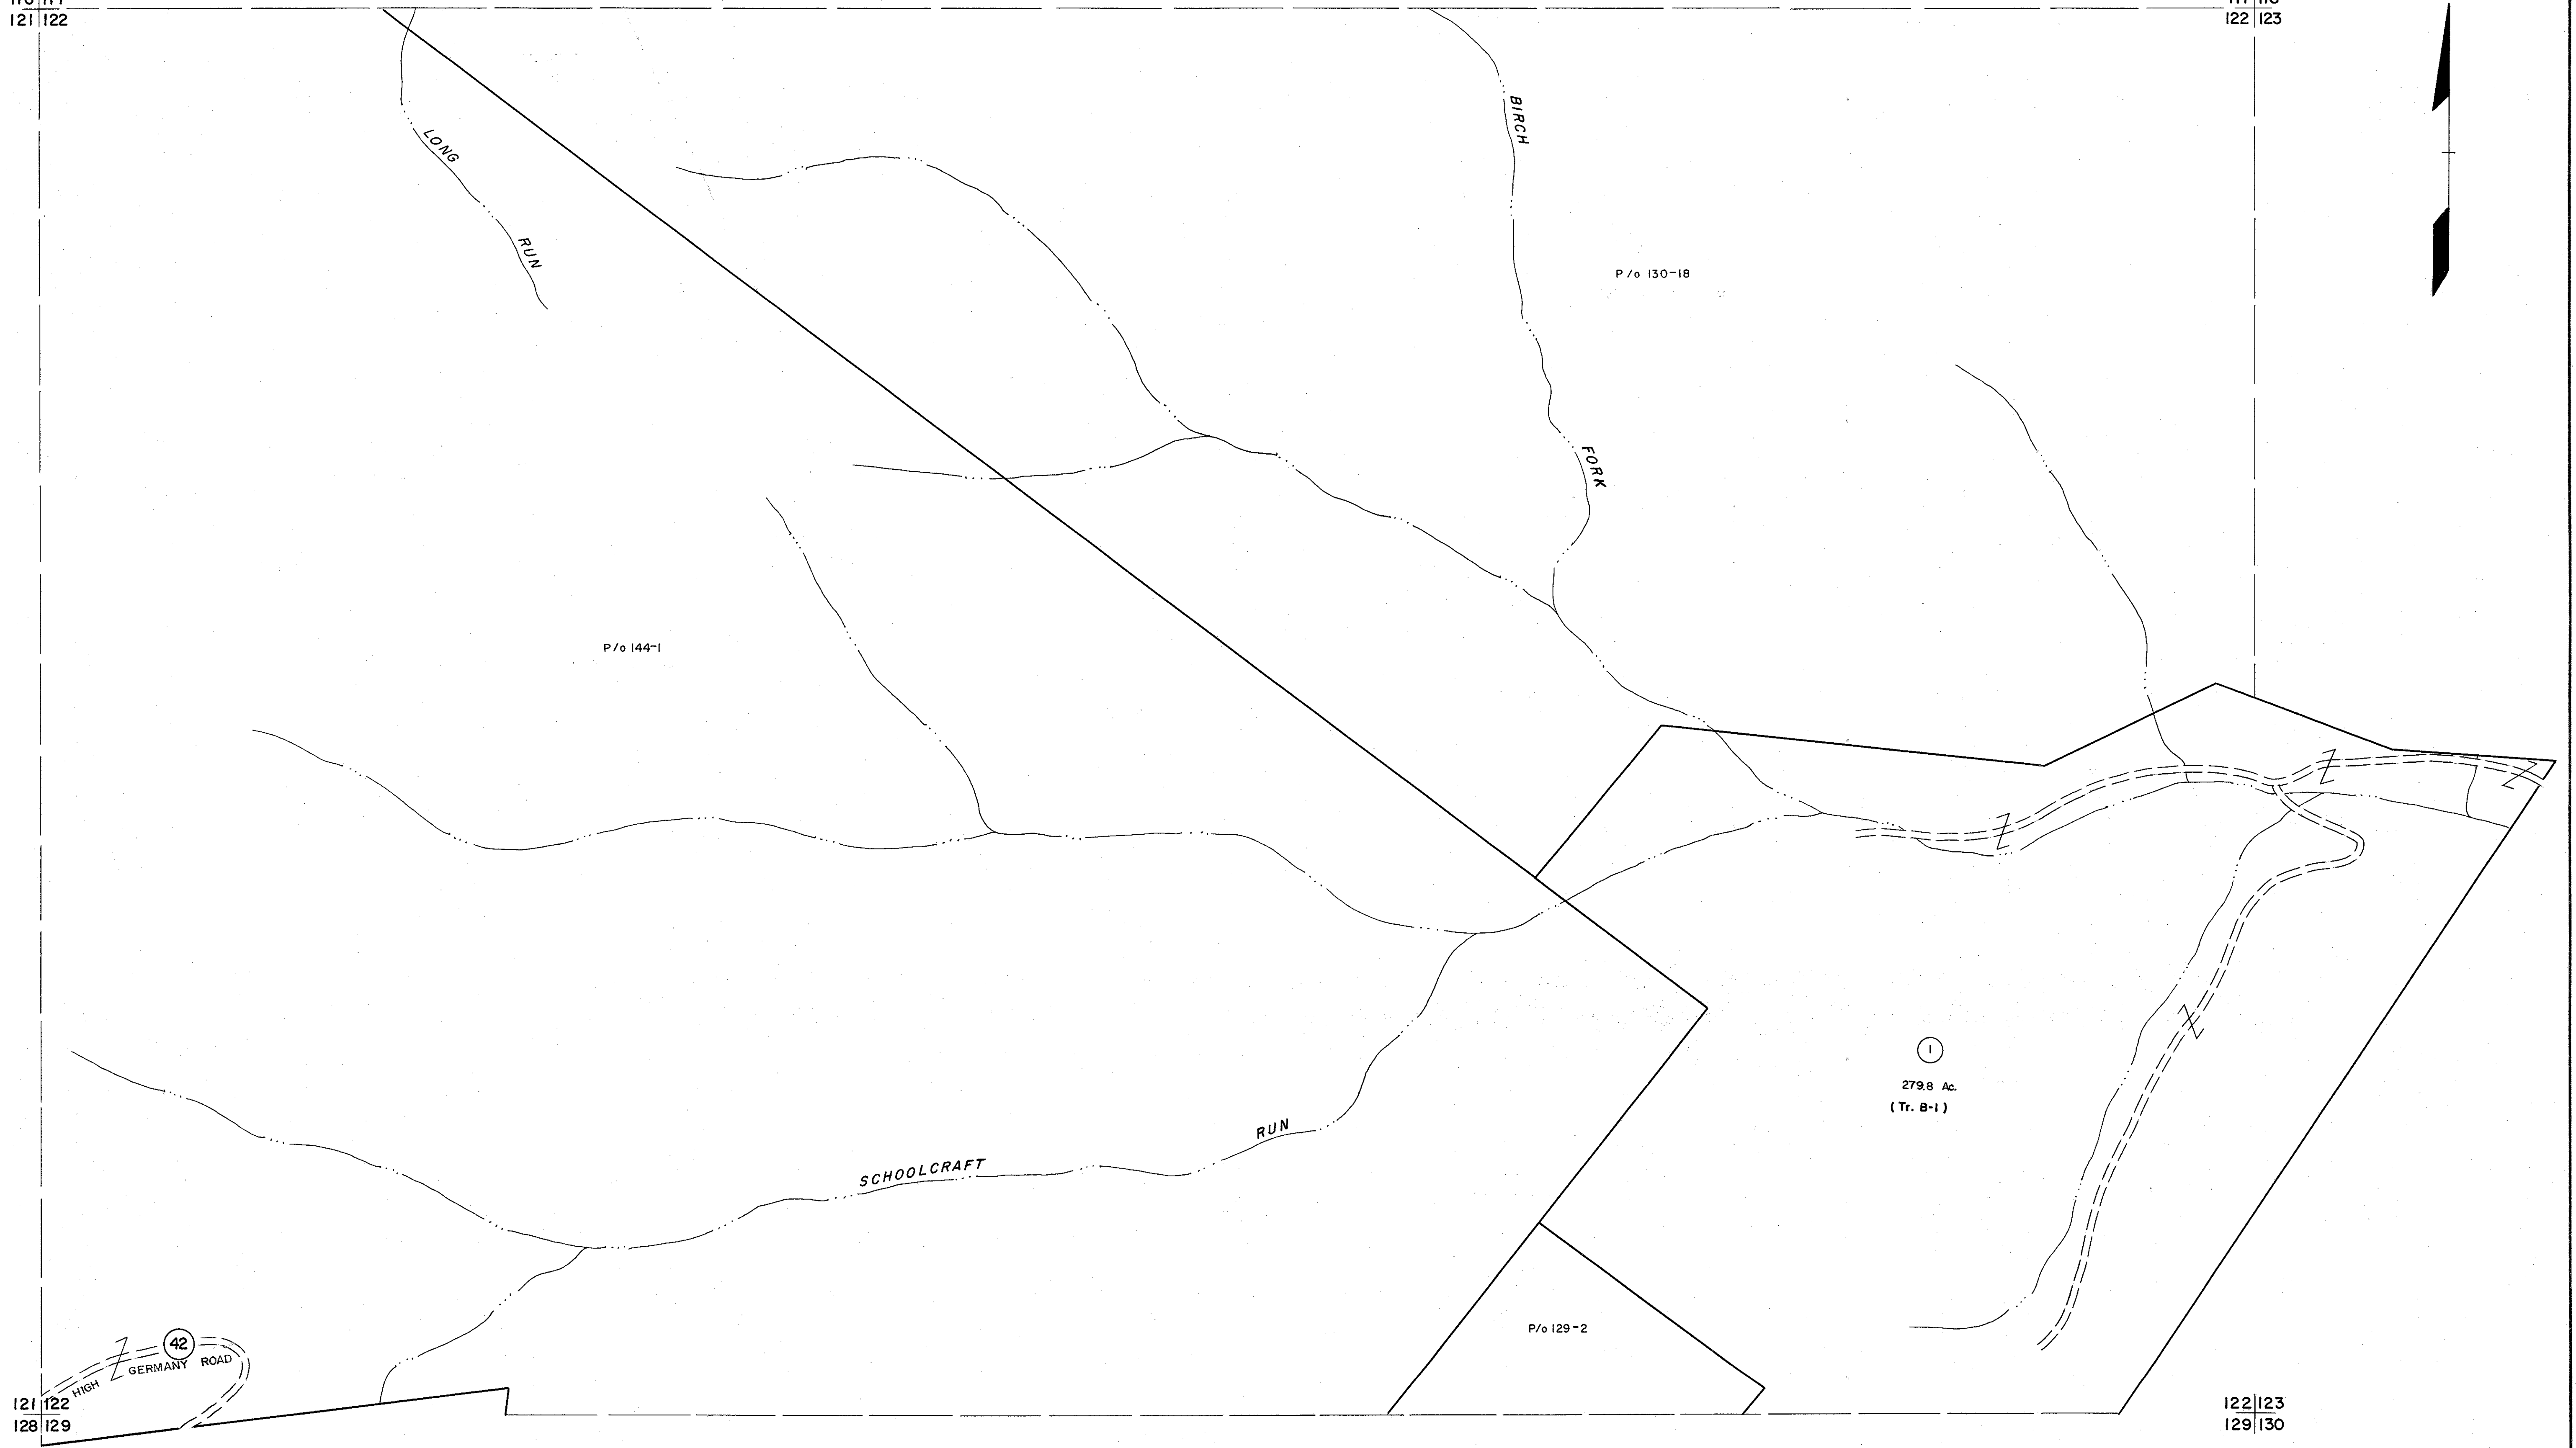 121 122
122 123
LONG
RUN
BIRCH
FORK
P/o 130-18
P/o 144-1
1
279.8 Ac.
(Tr. B-1)
SCHOOLCRAFT
RUN
P/o 129-2
42
HIGH GERMANY ROAD
121 122
128 129
122 123
129 130